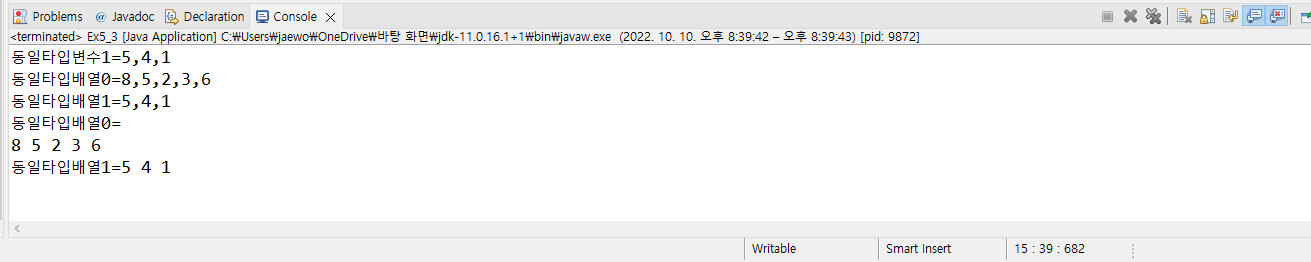 Problems @ Javadoc Declaration Console
<terminated> Ex5_3 [Java Application] C:₩Users₩jaewo₩OneDrive₩바탕 화면₩jdk-11.0.16.1+1₩bin₩javaw.exe (2022. 10. 10. 오후 8:39:42 – 오후 8:39:43) [pid: 9872]
동일타입변수1=5,4,1
동일타입배열0=8,5,2,3,6
동일타입배열1=5,4,1
동일타입배열0=
8 5 2 3 6
동일타입배열1=5 4 1
Writable Smart Insert 15 : 39 : 682